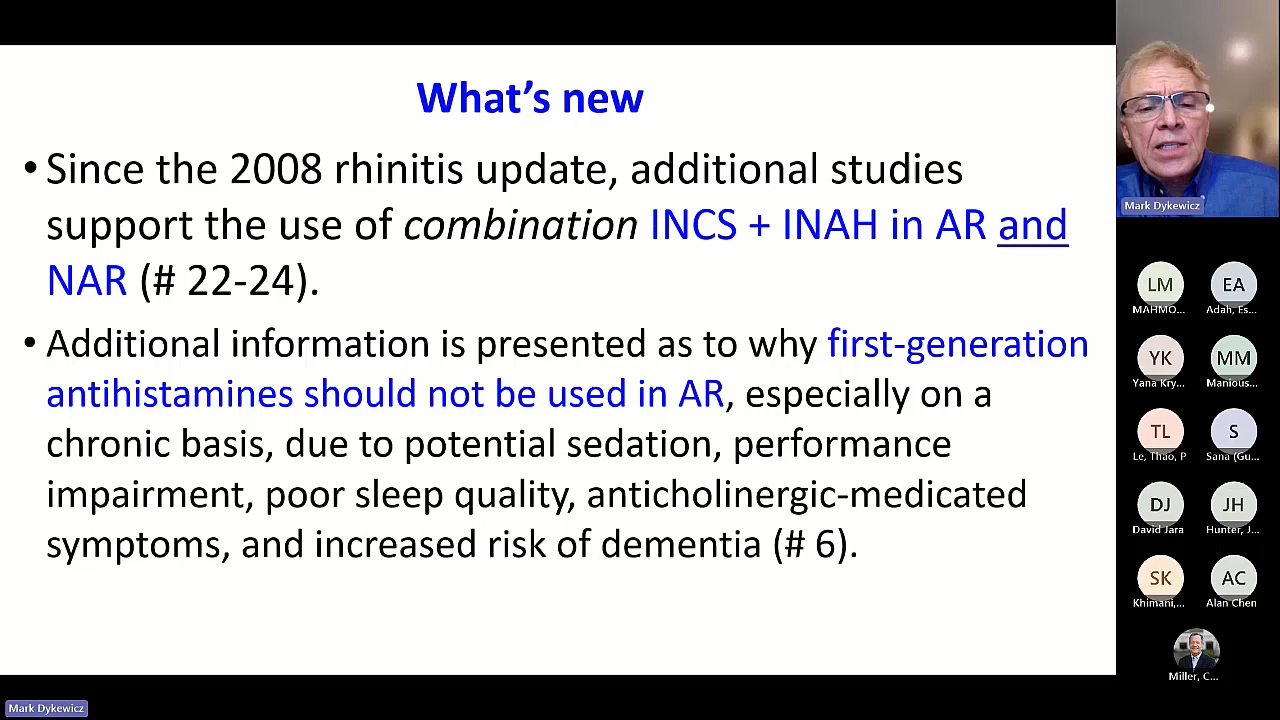 What's new
• Since the 2008 rhinitis update, additional studies
support the use of combination INCS + INAH in AR and
NAR (# 22-24).
• Additional information is presented as to why first-generation
antihistamines should not be used in AR, especially on a
chronic basis, due to potential sedation, performance
impairment, poor sleep quality, anticholinergic-medicated
symptoms, and increased risk of dementia (# 6).
Mark Dykewicz
LM
EA
MAHMO...
Adah, Es...
YK
MM
Yana Kry...
Manious...
TL
S
Le, Thao, P
Sana (Gu...
DJ
JH
David Jara
Hunter, J...
SK
AC
Khimani,...
Alan Chen
Miller, C...
Mark Dykewicz